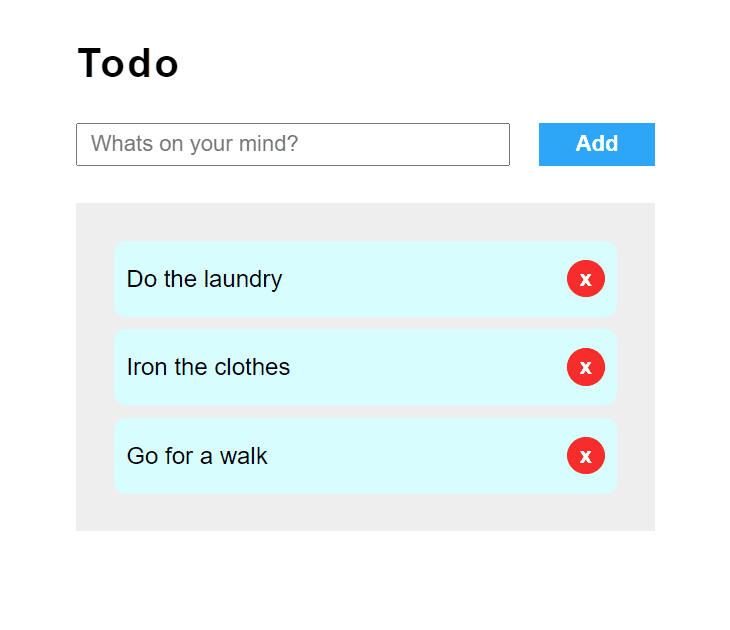 Todo
Whats on your mind?
Add
Do the laundry
x
Iron the clothes
x
Go for a walk
x